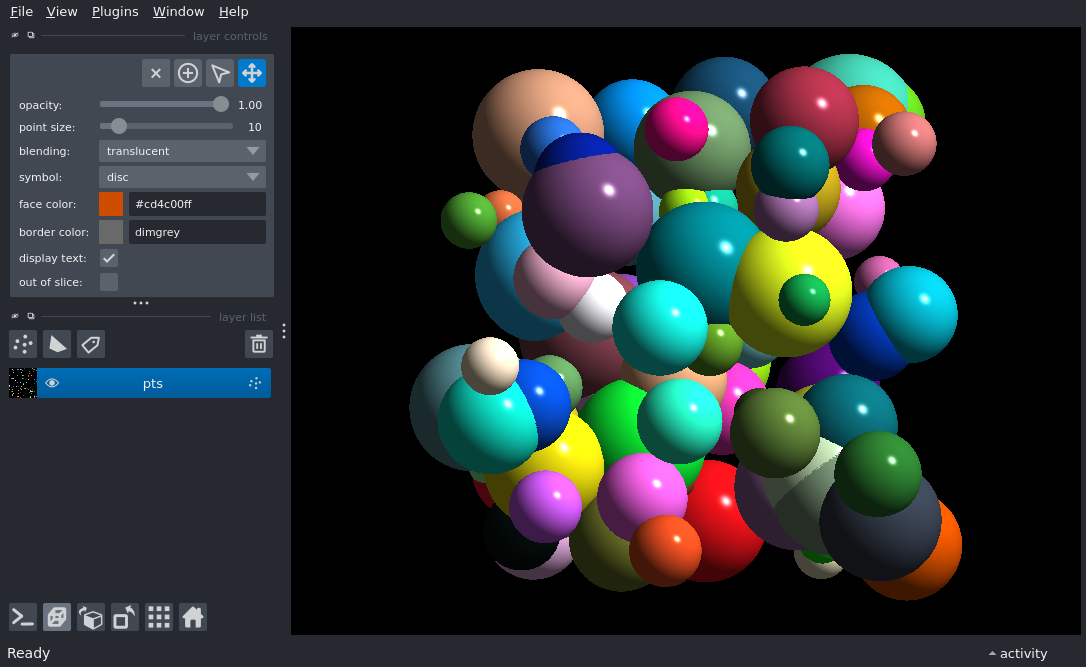 File View Plugins Window Help
layer controls
opacity: 1.00
point size: 10
blending: translucent
symbol: disc
face color: #cd4c00ff
border color: dimgrey
display text:
out of slice:
layer list
pts
Ready activity